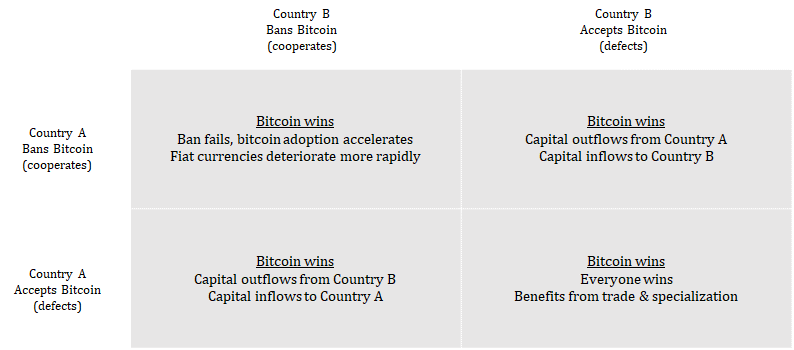 Country B
Bans Bitcoin
(cooperates)
Country B
Accepts Bitcoin
(defects)
Country A
Bans Bitcoin
(cooperates)
Bitcoin wins
Ban fails, bitcoin adoption accelerates
Fiat currencies deteriorate more rapidly
Bitcoin wins
Capital outflows from Country A
Capital inflows to Country B
Country A
Accepts Bitcoin
(defects)
Bitcoin wins
Capital outflows from Country B
Capital inflows to Country A
Bitcoin wins
Everyone wins
Benefits from trade & specialization